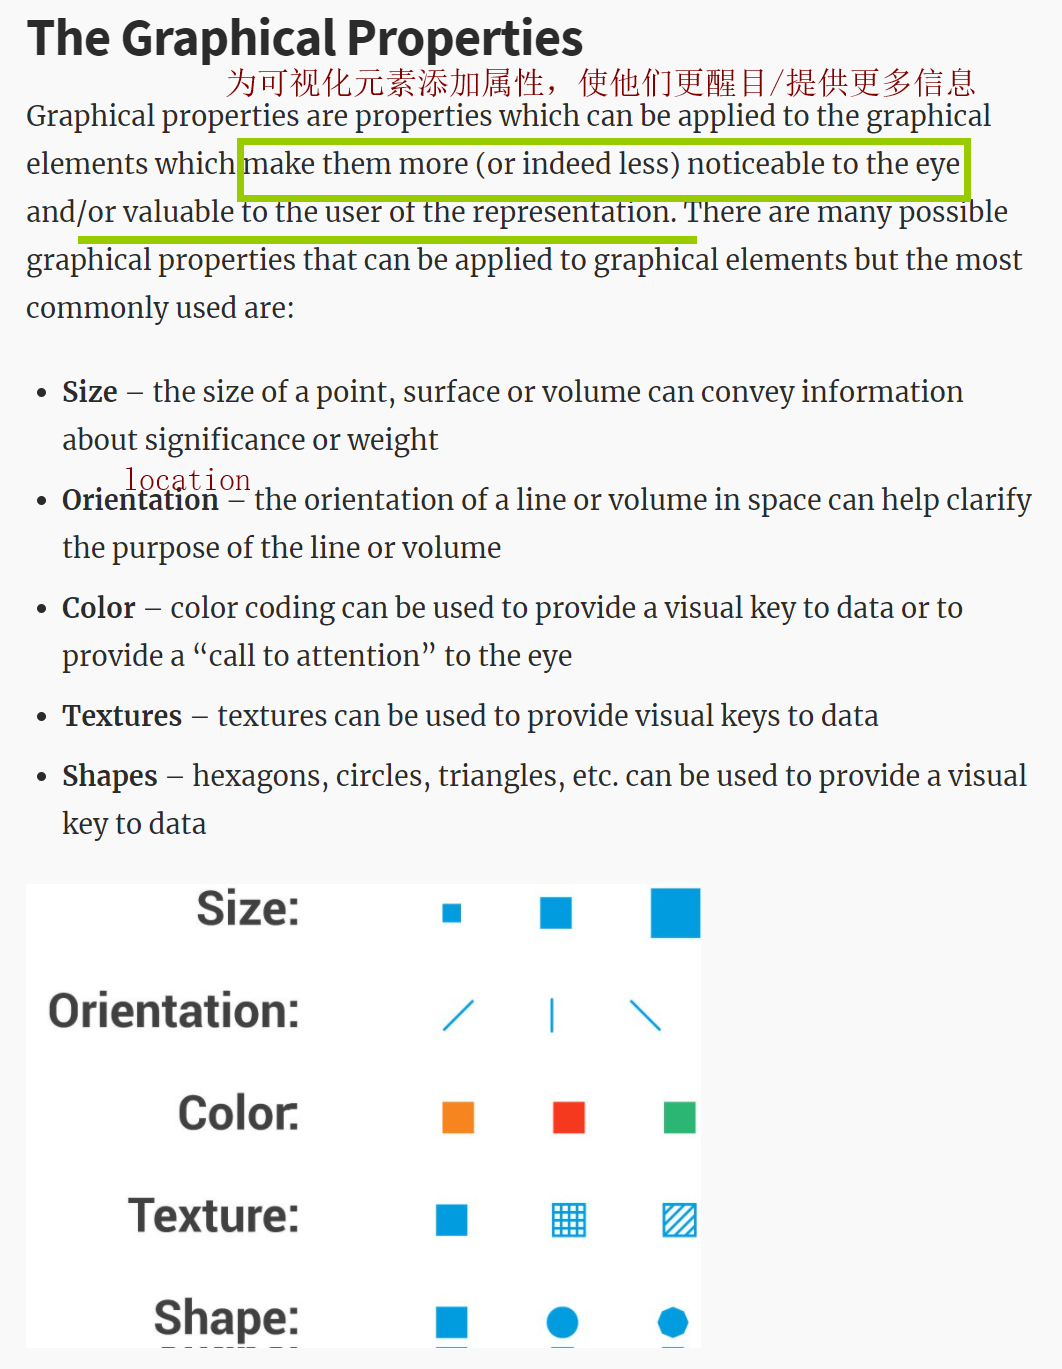 The Graphical Properties
为可视化元素添加属性，使他们更醒目/提供更多信息
Graphical properties are properties which can be applied to the graphical
elements which make them more (or indeed less) noticeable to the eye
and/or valuable to the user of the representation. There are many possible
graphical properties that can be applied to graphical elements but the most
commonly used are:
• Size – the size of a point, surface or volume can convey information
about significance or weight
location
• Orientation – the orientation of a line or volume in space can help clarify
the purpose of the line or volume
• Color – color coding can be used to provide a visual key to data or to
provide a “call to attention” to the eye
• Textures – textures can be used to provide visual keys to data
• Shapes – hexagons, circles, triangles, etc. can be used to provide a visual
key to data
Size:
Orientation:
Color:
Texture:
Shape: